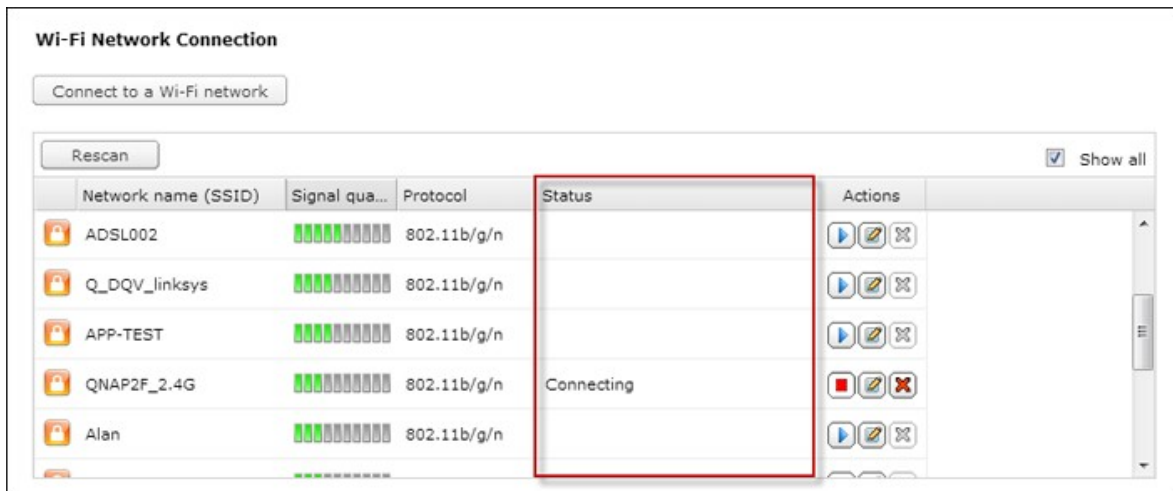 Wi-Fi Network Connection
Connect to a Wi-Fi network
Rescan
Show all
Network name (SSID) Signal qua... Protocol Status Actions
ADSL002 802.11b/g/n
Q_DQV_linksys 802.11b/g/n
APP-TEST 802.11b/g/n
QNAP2F_2.4G 802.11b/g/n Connecting
Alan 802.11b/g/n